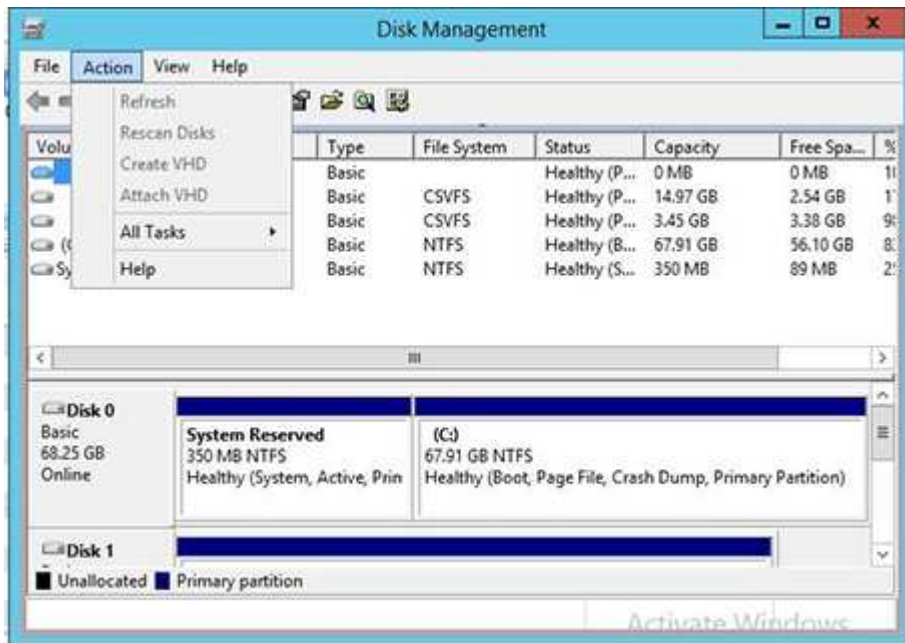 Disk Management
File Action View Help
Refresh
Rescan Disks
Create VHD
Attach VHD
All Tasks
Help
Volu Type File System Status Capacity Free Spa... %
Basic Healthy (P... 0 MB 0 MB
Basic CSVFS Healthy (P... 14.97 GB 2.54 GB
Basic CSVFS Healthy (P... 3.45 GB 3.38 GB
Basic NTFS Healthy (B... 67.91 GB 56.10 GB
Sy Basic NTFS Healthy (S... 350 MB 89 MB
Disk 0
Basic
68.25 GB
Online
System Reserved
350 MB NTFS
Healthy (System, Active, Prin
(C:)
67.91 GB NTFS
Healthy (Boot, Page File, Crash Dump, Primary Partition)
Disk 1
Unallocated Primary partition
Activate Windows